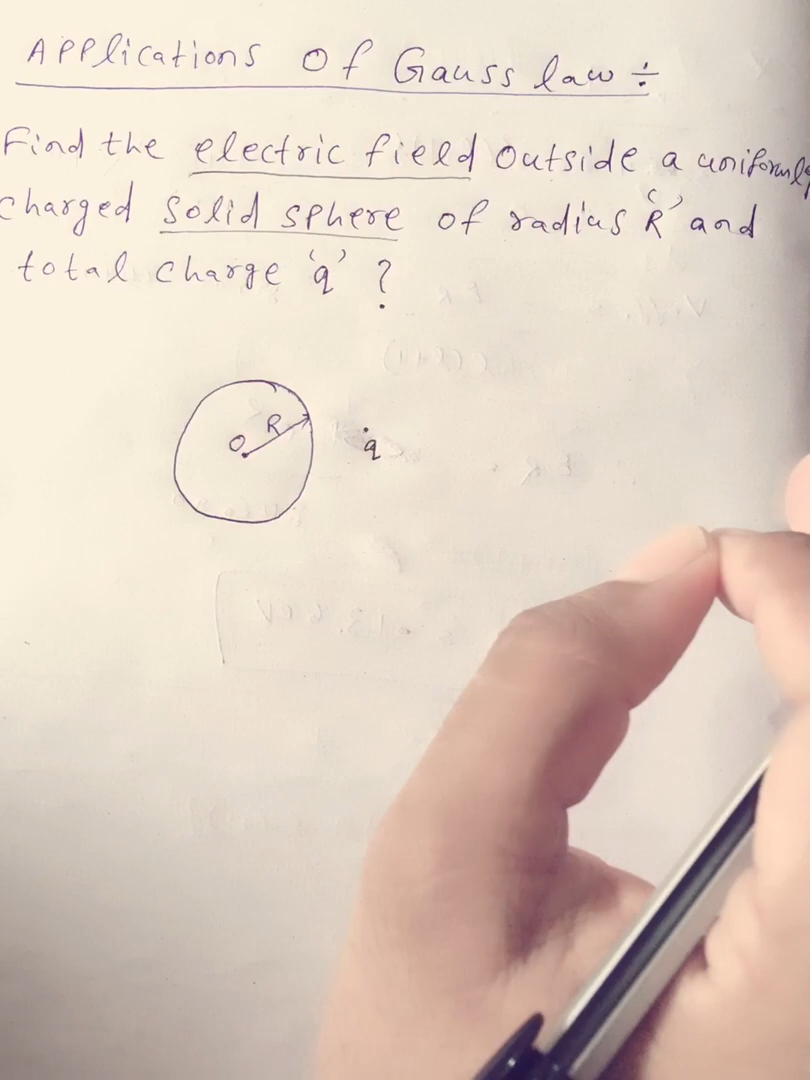 Applications Of Gauss law ÷
Find the electric field outside a uniformly
charged solid sphere of radius 'R' and
total charge 'q' ?
R
O
q